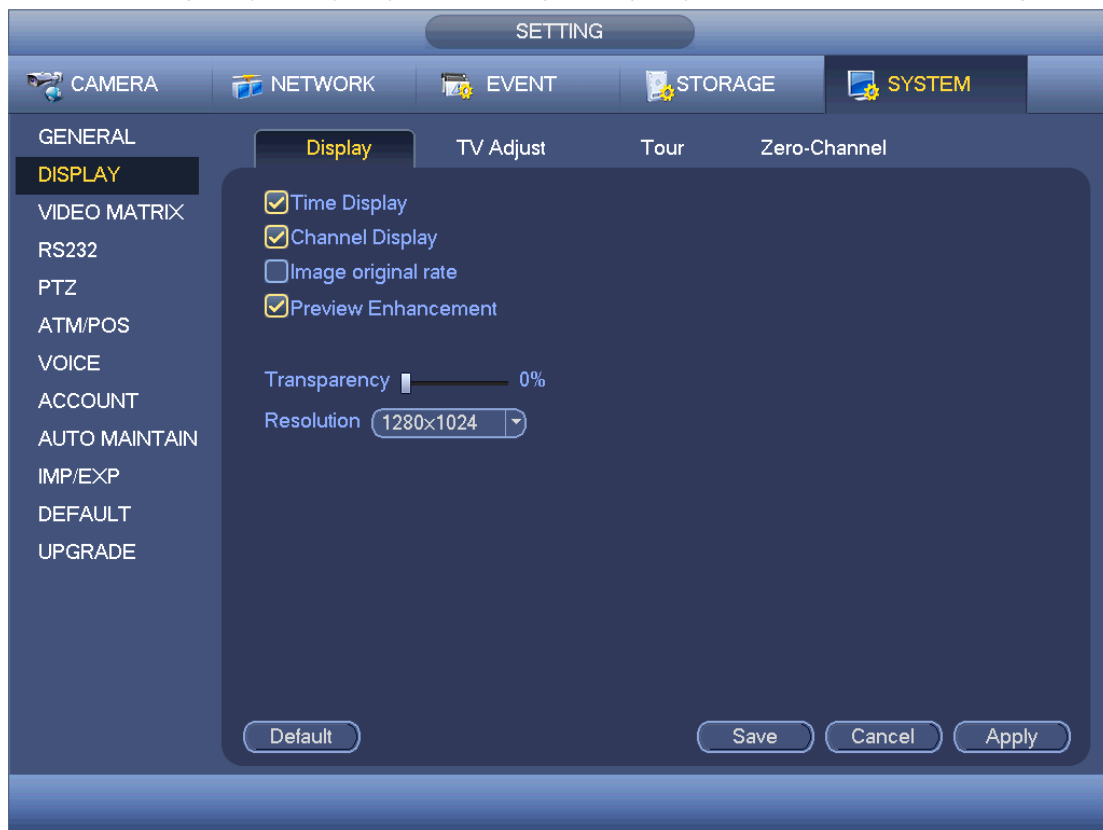 SETTING
CAMERA NETWORK EVENT STORAGE SYSTEM
GENERAL
DISPLAY
VIDEO MATRIX
RS232
PTZ
ATM/POS
VOICE
ACCOUNT
AUTO MAINTAIN
IMP/EXP
DEFAULT
UPGRADE
Display TV Adjust Tour Zero-Channel
Time Display
Channel Display
Image original rate
Preview Enhancement
Transparency 0%
Resolution 1280×1024
Default Save Cancel Apply